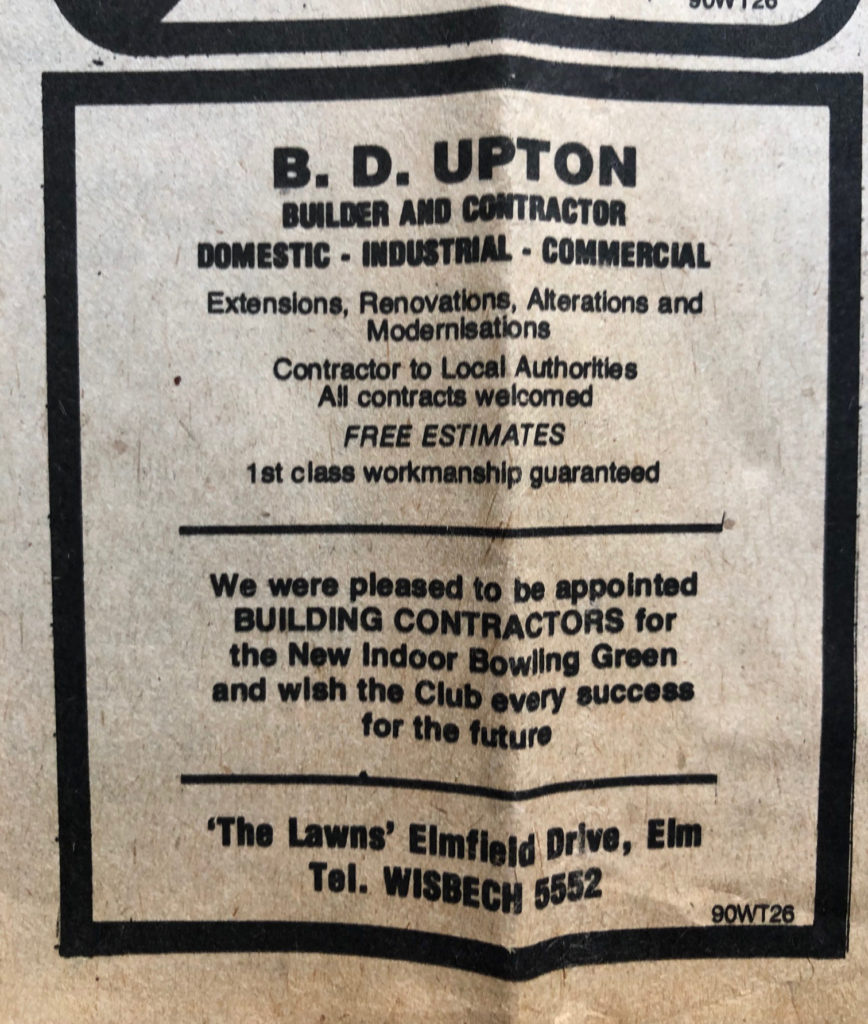 90WT26
B. D. UPTON
BUILDER AND CONTRACTOR
DOMESTIC - INDUSTRIAL - COMMERCIAL
Extensions, Renovations, Alterations and
Modernisations
Contractor to Local Authorities
All contracts welcomed
FREE ESTIMATES
1st class workmanship guaranteed
We were pleased to be appointed
BUILDING CONTRACTORS for
the New Indoor Bowling Green
and wish the Club every success
for the future
'The Lawns' Elmfield Drive, Elm
Tel. WISBECH 5552
90WT26